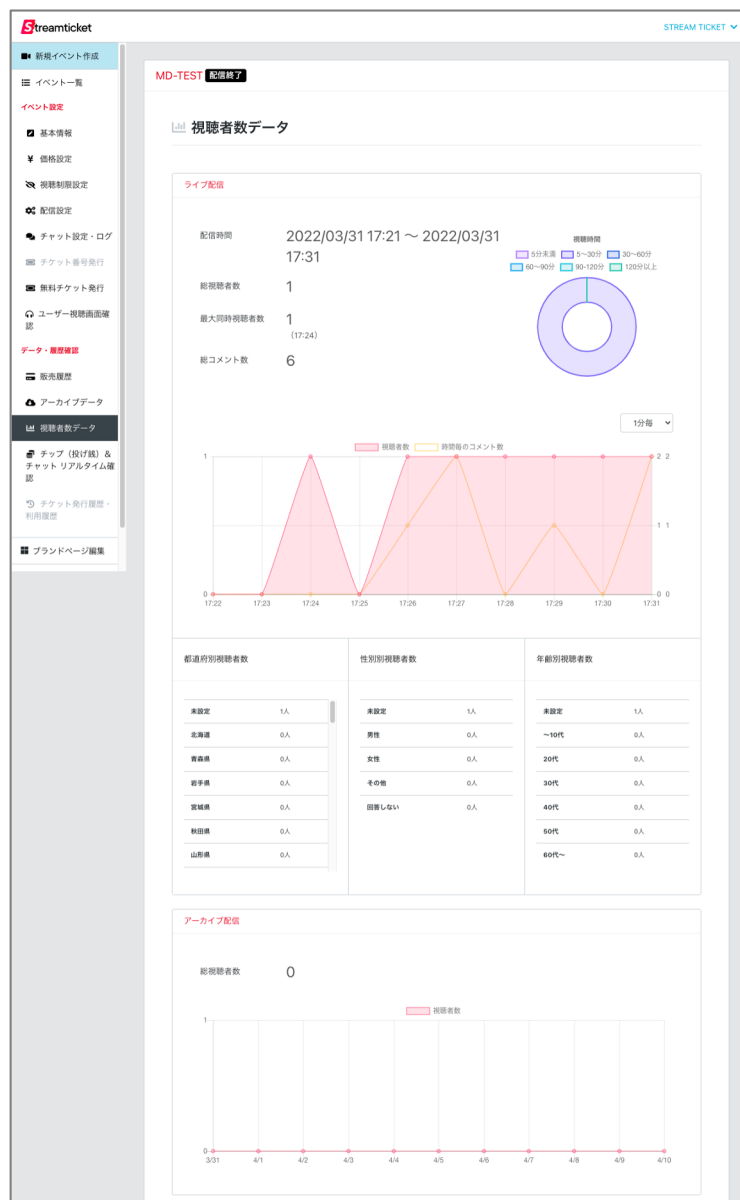 Streamticket
STREAM TICKET
新規イベント作成
イベント一覧
イベント設定
基本情報
価格設定
視聴制限設定
配信設定
チャット設定・ログ
チケット番号発行
無料チケット発行
ユーザー視聴画面確
認
データ・履歴確認
販売履歴
アーカイブデータ
視聴者数データ
チップ（投げ銭）＆
チャット リアルタイム確
認
チケット発行履歴・
利用履歴
ブランドページ編集
MD-TEST 配信終了
視聴者数データ
ライブ配信
配信時間 2022/03/31 17:21 〜 2022/03/31
17:31
総視聴者数 1
最大同時視聴者数 1
(17:24)
総コメント数 6
視聴時間
5分未満 5〜30分 30〜60分
60〜90分 90-120分 120分以上
1分毎
視聴者数 時間毎のコメント数
1 2 2
1 1
0 0 0
17:22 17:23 17:24 17:25 17:26 17:27 17:28 17:29 17:30 17:31
都道府別視聴者数
未設定 1人
北海道 0人
青森県 0人
岩手県 0人
宮城県 0人
秋田県 0人
山形県 0人
性別別視聴者数
未設定 1人
男性 0人
女性 0人
その他 0人
回答しない 0人
年齢別視聴者数
未設定 1人
〜10代 0人
20代 0人
30代 0人
40代 0人
50代 0人
60代〜 0人
アーカイブ配信
総視聴者数 0
視聴者数
1
0
3/31 4/1 4/2 4/3 4/4 4/5 4/6 4/7 4/8 4/9 4/10